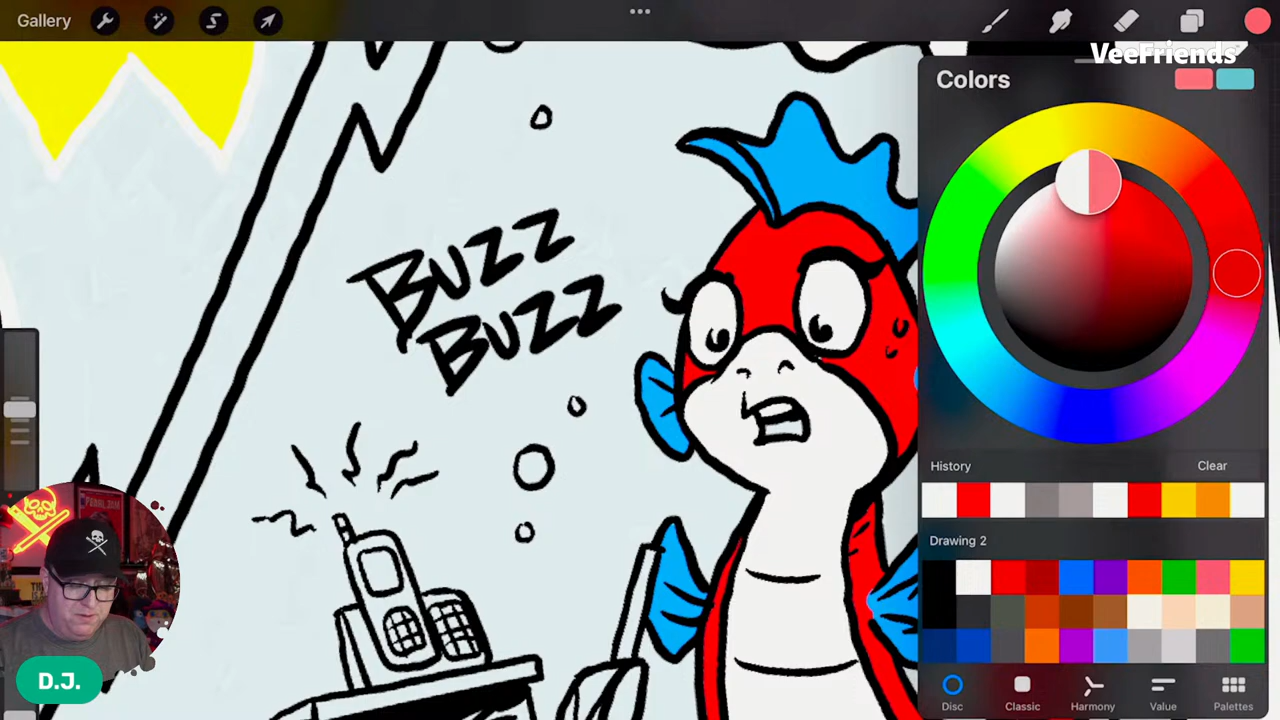 Gallery
VeeFriends
Colors
BUZZ
BUZZ
History
Clear
Drawing 2
D.J.
Disc
Classic
Harmony
Value
Palettes